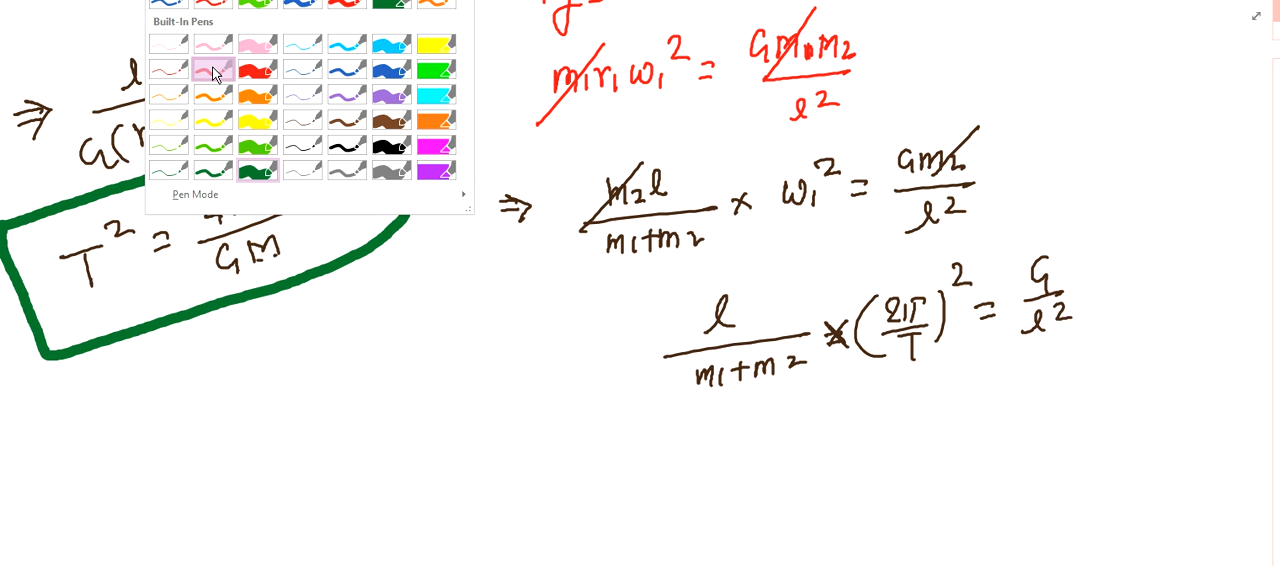 Built-In Pens
Pen Mode
l
⇒ G(
T² = GM
m₁r₁ω₁² = Gm₁m₂ / l²
⇒ m₂l / m₁+m₂ × ω₁² = Gm₂ / l²
l / m₁+m₂ × (2π/T)² = G / l²